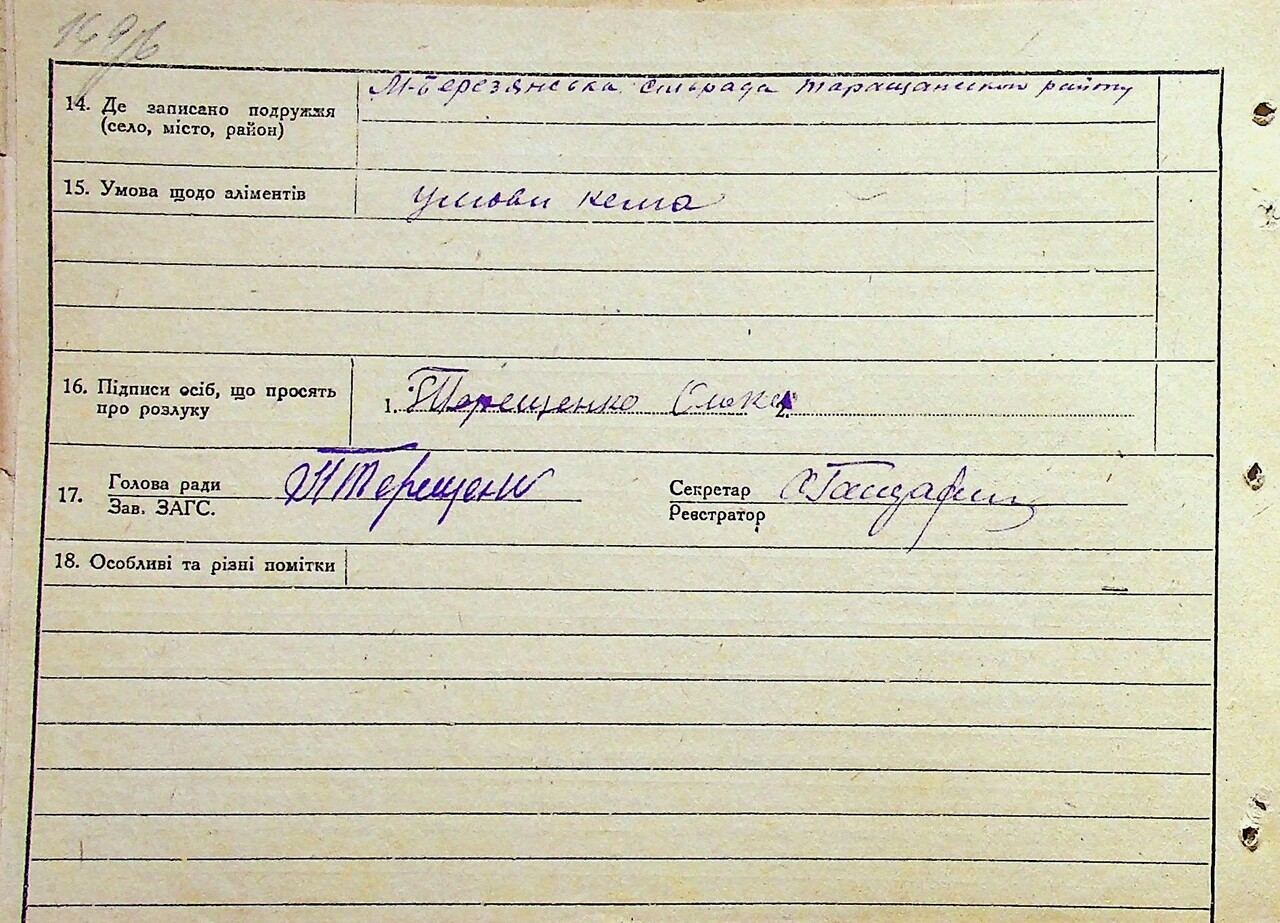 149б
М-Березянська сільрада Таращанського району
14. Де записано подружжя
(село, місто, район)
15. Умова щодо аліментів
умови нема
16. Підписи осіб, що просять
про розлуку
1. Терещенко
2.
17. Голова ради
Зав. ЗАГС.
Терещенко
Секретар
Реєстратор
18. Особливі та різні помітки